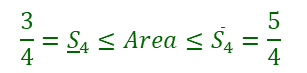 3/4 = S̲₄ ≤ Area ≤ S̄₄ = 5/4